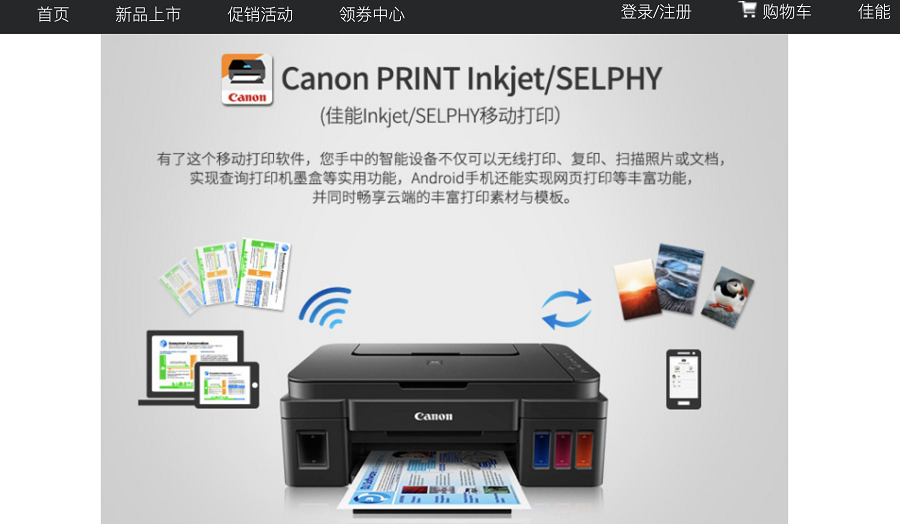 首页 新品上市 促销活动 领券中心 登录/注册 购物车 佳能
Canon PRINT Inkjet/SELPHY
Canon
(佳能Inkjet/SELPHY移动打印)
有了这个移动打印软件，您手中的智能设备不仅可以无线打印、复印、扫描照片或文档，
实现查询打印机墨盒等实用功能，Android手机还能实现网页打印等丰富功能，
并同时畅享云端的丰富打印素材与模板。
Canon